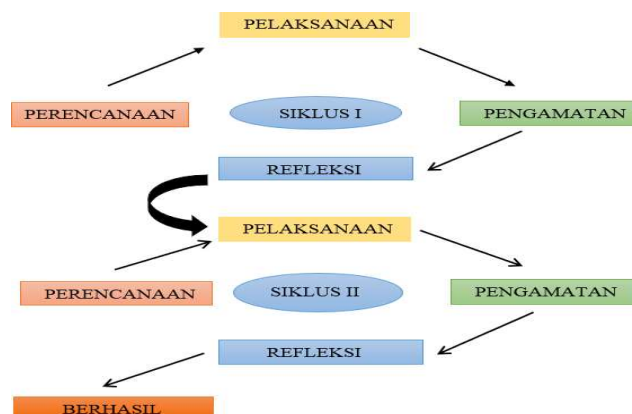 PELAKSANAAN
PERENCANAAN
SIKLUS I
PENGAMATAN
REFLEKSI
PELAKSANAAN
PERENCANAAN
SIKLUS II
PENGAMATAN
REFLEKSI
BERHASIL